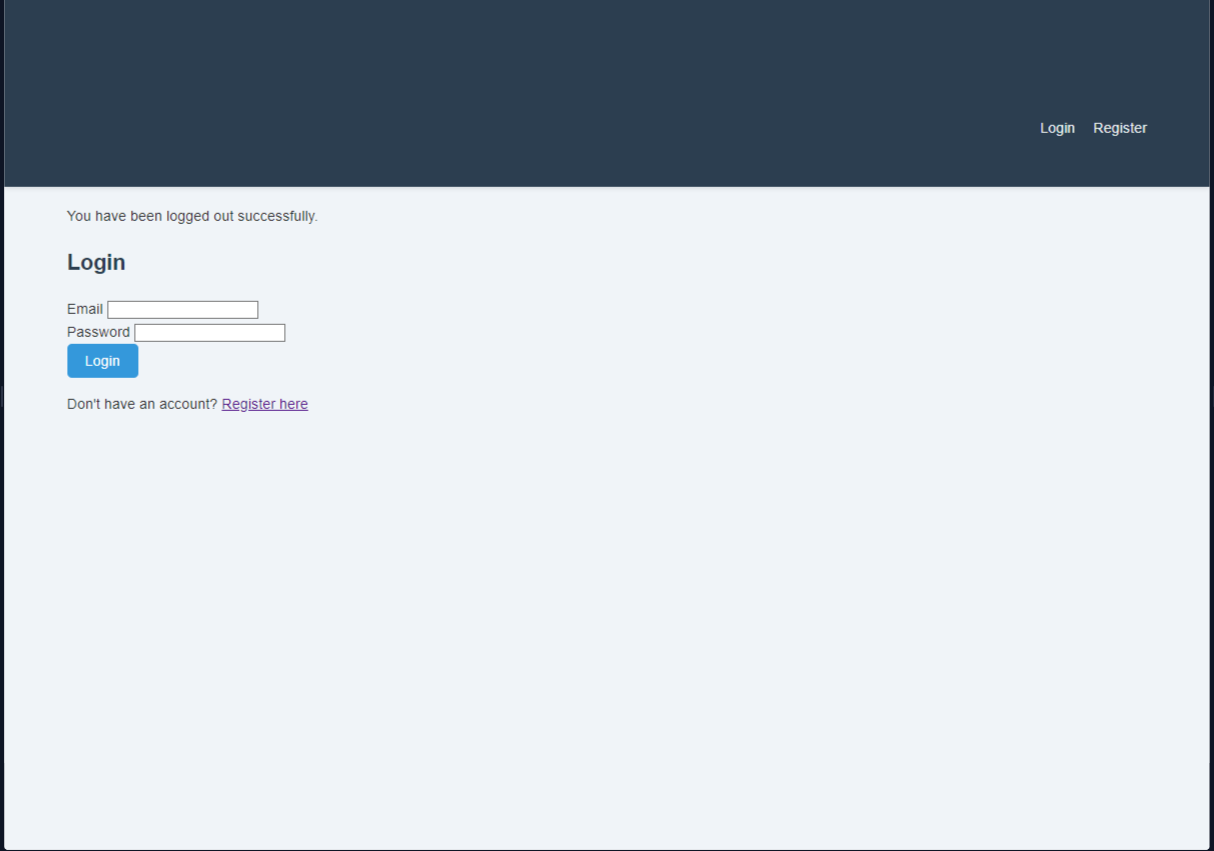 Login Register
You have been logged out successfully.
Login
Email
Password
Login
Don't have an account? Register here